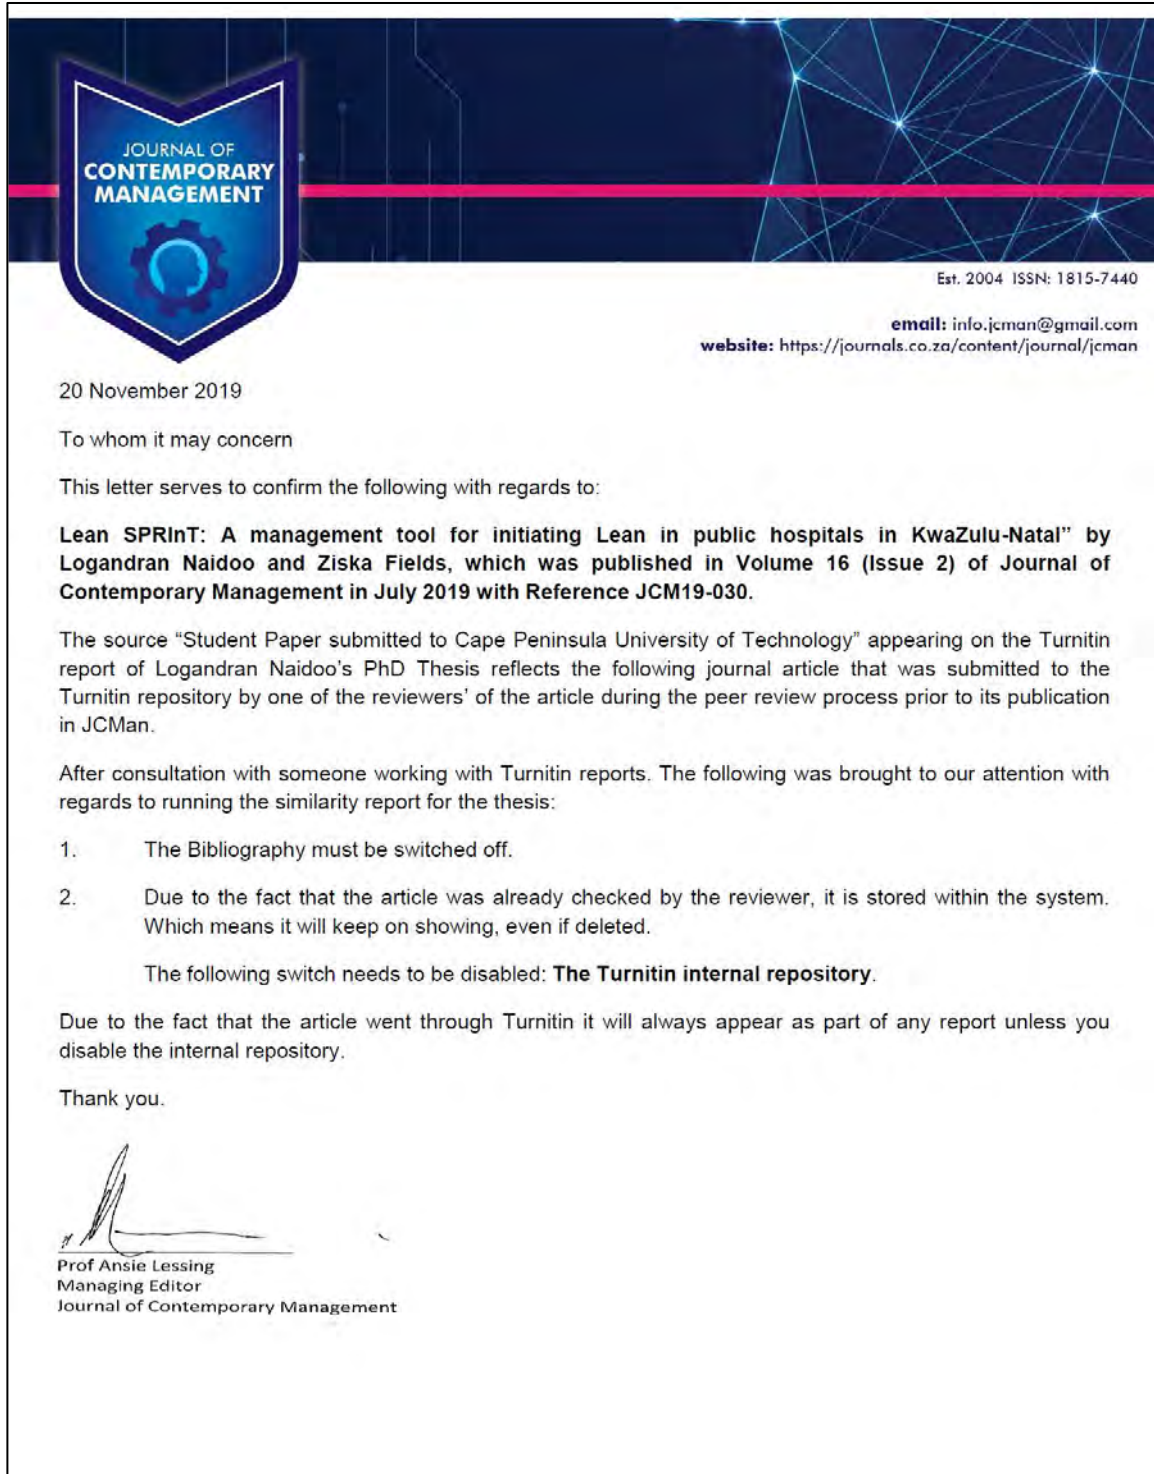 JOURNAL OF
CONTEMPORARY
MANAGEMENT
Est. 2004 ISSN: 1815-7440
email: info.jcman@gmail.com
website: https://journals.co.za/content/journal/jcman
20 November 2019
To whom it may concern
This letter serves to confirm the following with regards to:
Lean SPRInT: A management tool for initiating Lean in public hospitals in KwaZulu-Natal” by
Logandran Naidoo and Ziska Fields, which was published in Volume 16 (Issue 2) of Journal of
Contemporary Management in July 2019 with Reference JCM19-030.
The source “Student Paper submitted to Cape Peninsula University of Technology” appearing on the Turnitin
report of Logandran Naidoo’s PhD Thesis reflects the following journal article that was submitted to the
Turnitin repository by one of the reviewers’ of the article during the peer review process prior to its publication
in JCMan.
After consultation with someone working with Turnitin reports. The following was brought to our attention with
regards to running the similarity report for the thesis:
1. The Bibliography must be switched off.
2. Due to the fact that the article was already checked by the reviewer, it is stored within the system.
Which means it will keep on showing, even if deleted.
The following switch needs to be disabled: The Turnitin internal repository.
Due to the fact that the article went through Turnitin it will always appear as part of any report unless you
disable the internal repository.
Thank you.
Prof Ansie Lessing
Managing Editor
Journal of Contemporary Management